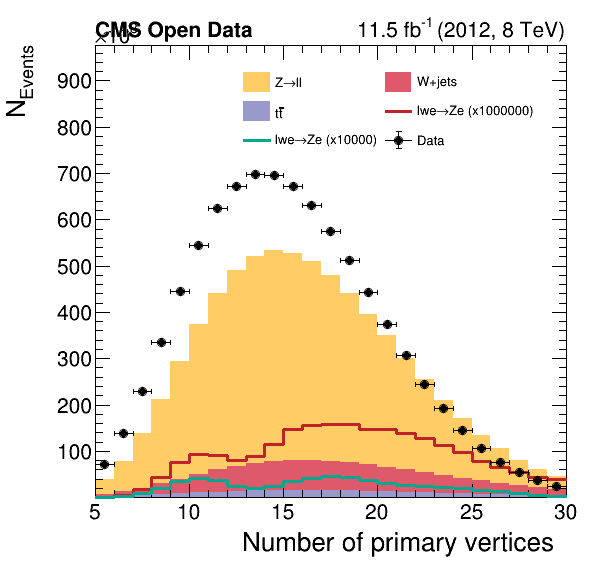 CMS Open Data
11.5 fb-1 (2012, 8 TeV)
NEvents
900
800
700
600
500
400
300
200
100
Z→ll
W+jets
tt̅
lwe→Ze (x1000000)
lwe→Ze (x10000)
Data
5
10
15
20
25
30
Number of primary vertices